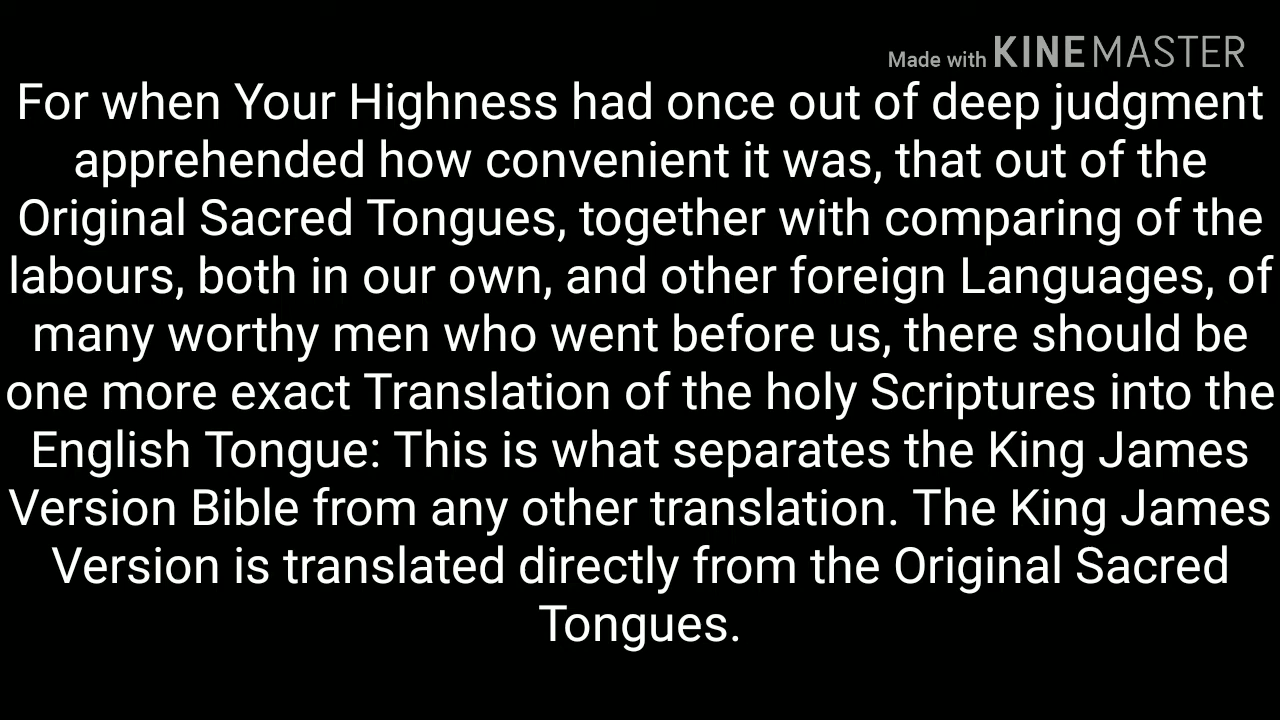 Made with KINEMASTER
For when Your Highness had once out of deep judgment
apprehended how convenient it was, that out of the
Original Sacred Tongues, together with comparing of the
labours, both in our own, and other foreign Languages, of
many worthy men who went before us, there should be
one more exact Translation of the holy Scriptures into the
English Tongue: This is what separates the King James
Version Bible from any other translation. The King James
Version is translated directly from the Original Sacred
Tongues.